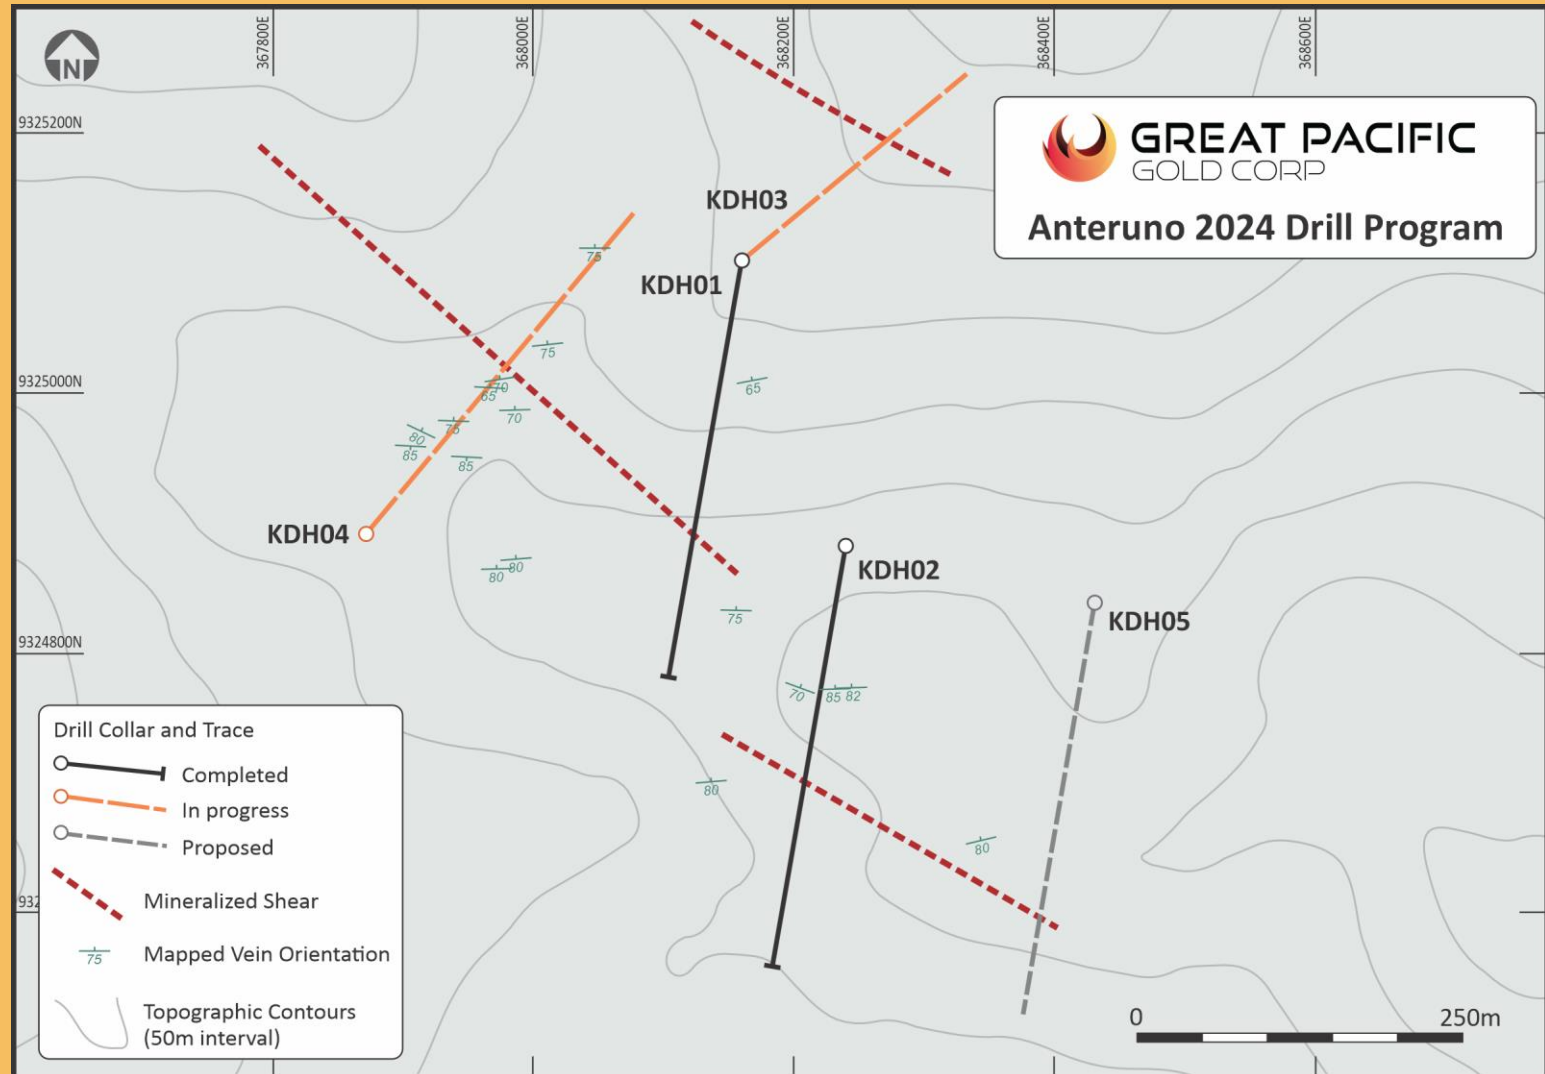 367800E
368000E
368200E
368400E
368600E
N
9325200N
GREAT PACIFIC
GOLD CORP
Anteruno 2024 Drill Program
KDH03
75
KDH01
75
9325000N
70
65
65
70
75
80
85
85
KDH04
KDH02
80
80
KDH05
75
9324800N
70
85
82
80
80
932
Drill Collar and Trace
Completed
In progress
Proposed
Mineralized Shear
75
Mapped Vein Orientation
Topographic Contours
(50m interval)
0
250m